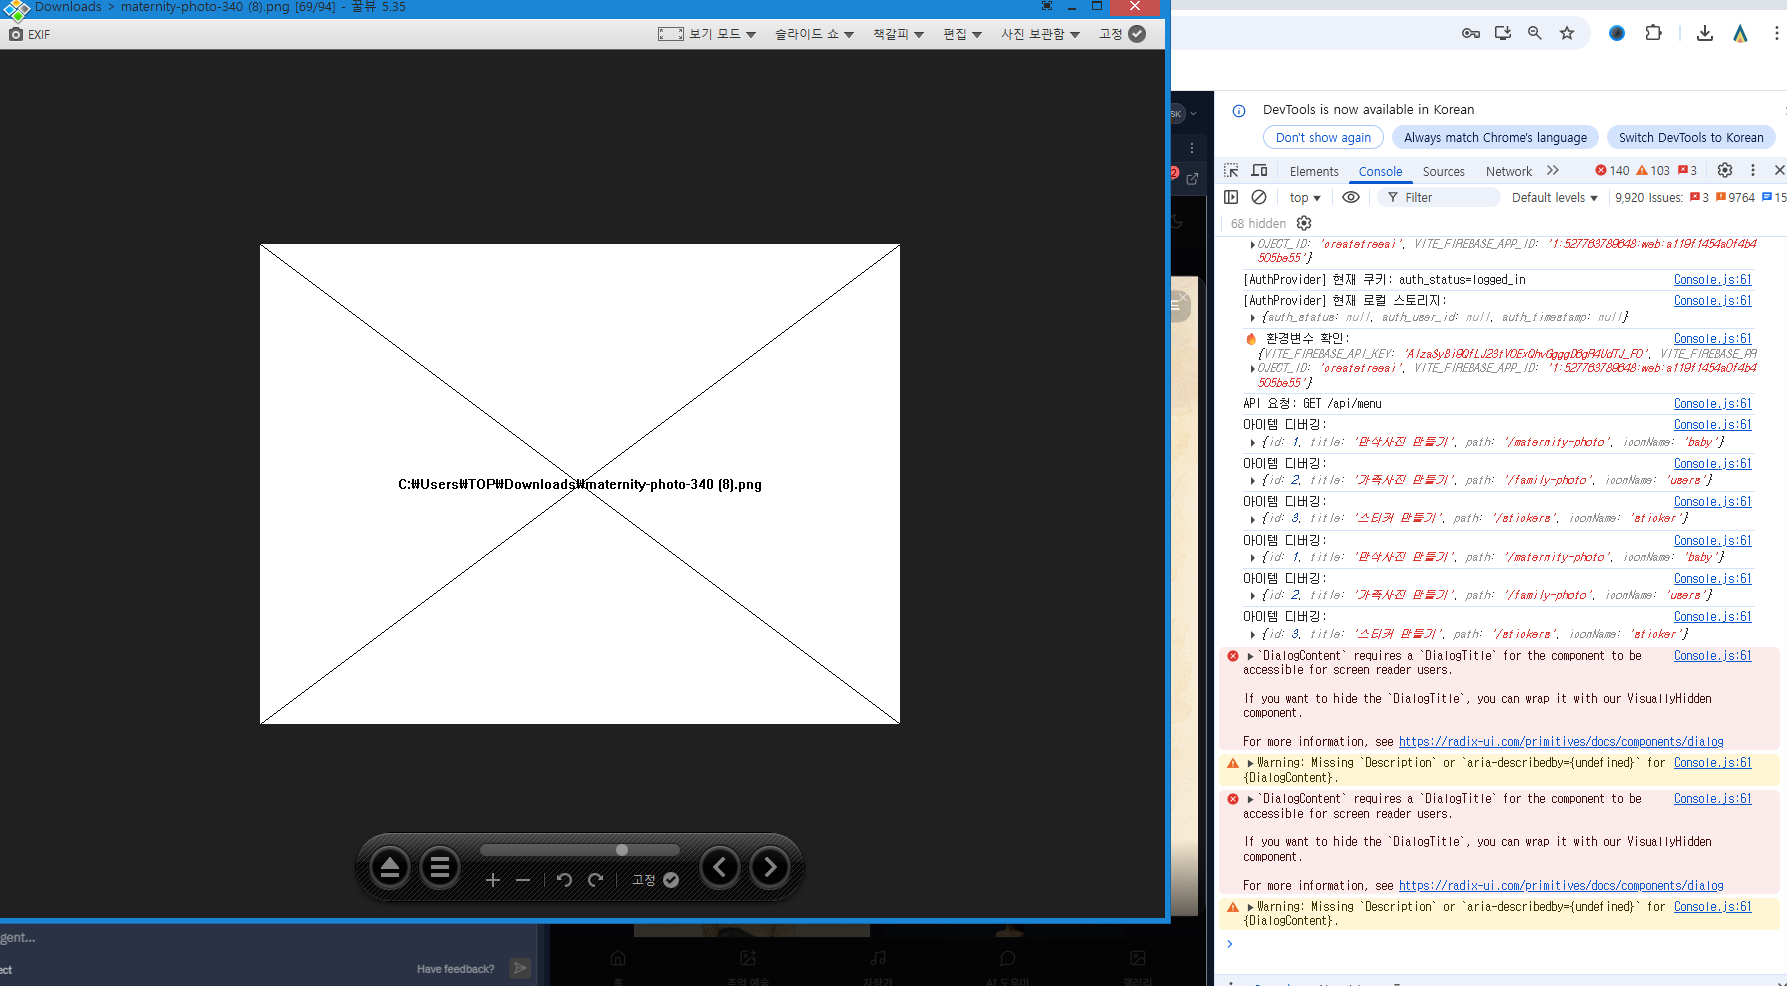 Downloads > maternity-photo-340 (8).png [69/94] - 꿀뷰 5.35
EXIF
보기 모드
슬라이드 쇼
책갈피
편집
사진 보관함
고정
C:₩Users₩TOP₩Downloads₩maternity-photo-340 (8).png
고정
gent...
ect
Have feedback?
SK
2
홈
추억 예술
자장가
AI 도우미
갤러리
DevTools is now available in Korean
Don't show again
Always match Chrome's language
Switch DevTools to Korean
Elements
Console
Sources
Network
140
103
3
top
Filter
Default levels
9,920 Issues:
3
9764
15
68 hidden
[AuthProvider] 현재 쿠키: auth_status=logged_in
Console.js:61
[AuthProvider] 현재 로컬 스토리지:
Console.js:61
{auth_status: null, auth_user_id: null, auth_timestamp: null}
환경변수 확인:
Console.js:61
API 요청: GET /api/menu
Console.js:61
아이템 디버깅:
Console.js:61
{id: 1, title: '만삭사진 만들기', path: '/maternity-photo', iconName: 'baby'}
아이템 디버깅:
Console.js:61
{id: 2, title: '가족사진 만들기', path: '/family-photo', iconName: 'users'}
아이템 디버깅:
Console.js:61
{id: 3, title: '스티커 만들기', path: '/stickers', iconName: 'sticker'}
아이템 디버깅:
Console.js:61
{id: 1, title: '만삭사진 만들기', path: '/maternity-photo', iconName: 'baby'}
아이템 디버깅:
Console.js:61
{id: 2, title: '가족사진 만들기', path: '/family-photo', iconName: 'users'}
아이템 디버깅:
Console.js:61
{id: 3, title: '스티커 만들기', path: '/stickers', iconName: 'sticker'}
`DialogContent` requires a `DialogTitle` for the component to be
Console.js:61
accessible for screen reader users.
If you want to hide the `DialogTitle`, you can wrap it with our VisuallyHidden
component.
For more information, see https://radix-ui.com/primitives/docs/components/dialog
Warning: Missing `Description` or `aria-describedby={undefined}` for
Console.js:61
{DialogContent}.
`DialogContent` requires a `DialogTitle` for the component to be
Console.js:61
accessible for screen reader users.
If you want to hide the `DialogTitle`, you can wrap it with our VisuallyHidden
component.
For more information, see https://radix-ui.com/primitives/docs/components/dialog
Warning: Missing `Description` or `aria-describedby={undefined}` for
Console.js:61
{DialogContent}.